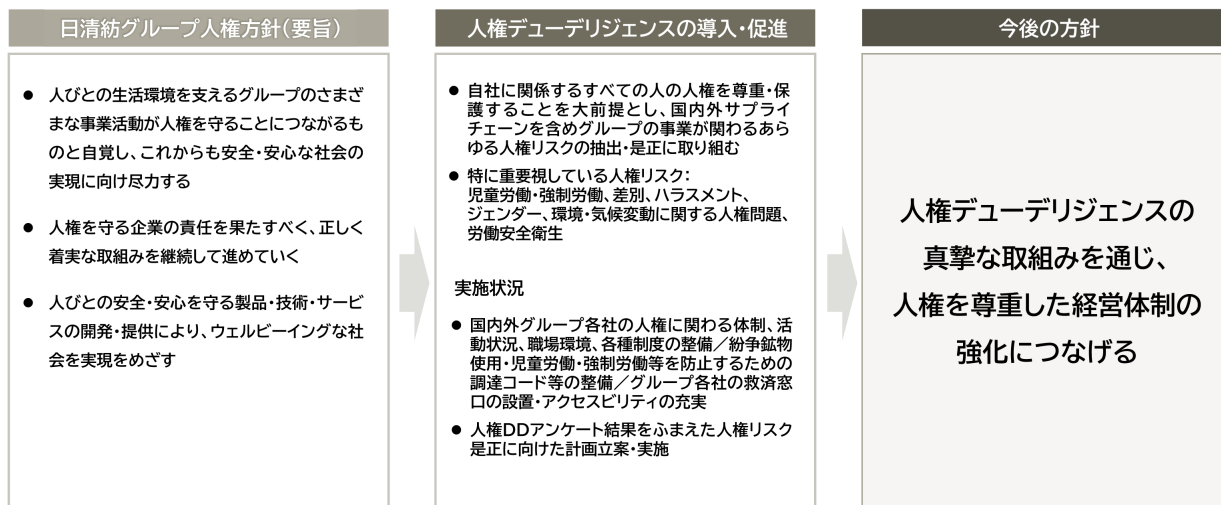 日清紡グループ人権方針(要旨)
● 人びとの生活環境を支えるグループのさまざ
まな事業活動が人権を守ることにつながるも
のと自覚し、これからも安全・安心な社会の
実現に向け尽力する
● 人権を守る企業の責任を果たすべく、正しく
着実な取組みを継続して進めていく
● 人びとの安全・安心を守る製品・技術・サービ
スの開発・提供により、ウェルビーイングな社
会を実現をめざす
人権デューデリジェンスの導入・促進
● 自社に関係するすべての人の人権を尊重・保
護することを大前提とし、国内外サプライ
チェーンを含めグループの事業が関わるあら
ゆる人権リスクの抽出・是正に取り組む
● 特に重要視している人権リスク:
児童労働・強制労働、差別、ハラスメント、
ジェンダー、環境・気候変動に関する人権問題、
労働安全衛生
実施状況
● 国内外グループ各社の人権に関わる体制、活
動状況、職場環境、各種制度の整備／紛争鉱物
使用・児童労働・強制労働等を防止するための
調達コード等の整備／グループ各社の救済窓
口の設置・アクセスビリティの充実
● 人権DDアンケート結果をふまえた人権リスク
是正に向けた計画立案・実施
今後の方針
人権デューデリジェンスの
真摯な取組みを通じ、
人権を尊重した経営体制の
強化につなげる